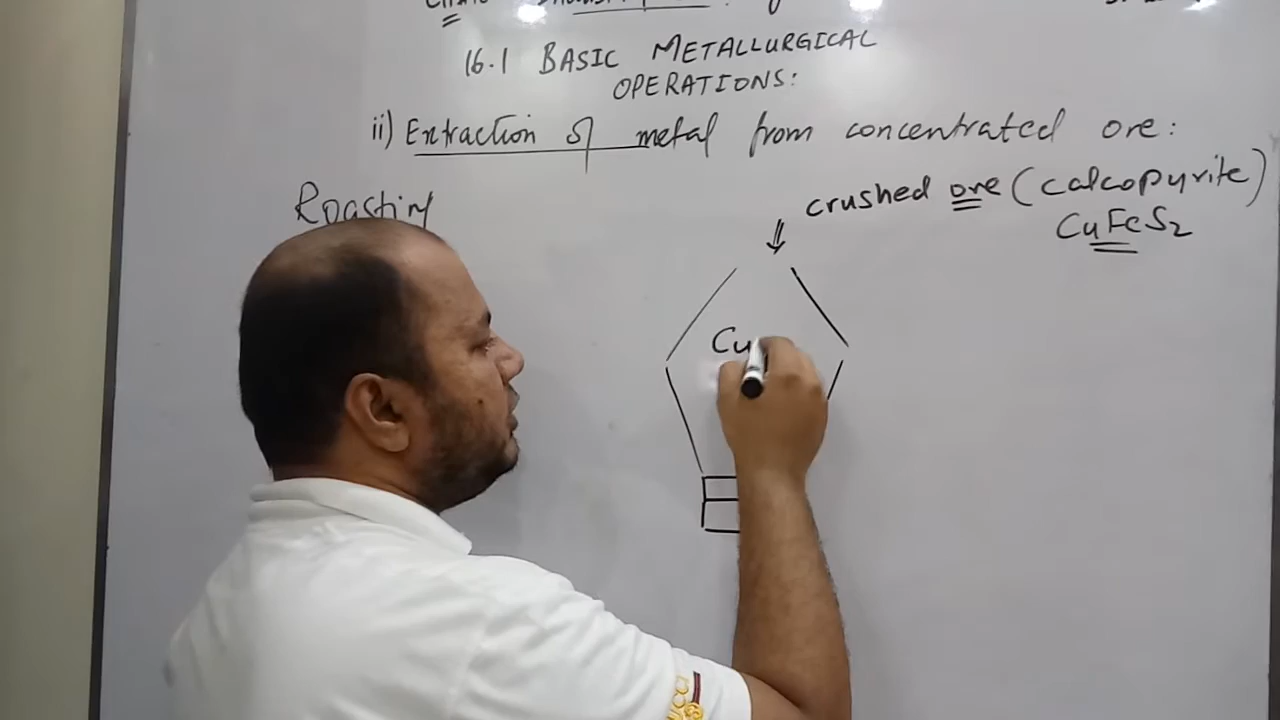 16.1 BASIC METALLURGICAL
OPERATIONS:
ii) Extraction of metal from concentrated ore:
Roasting
crushed ore (calcopyrite)
CuFeS2
Cu